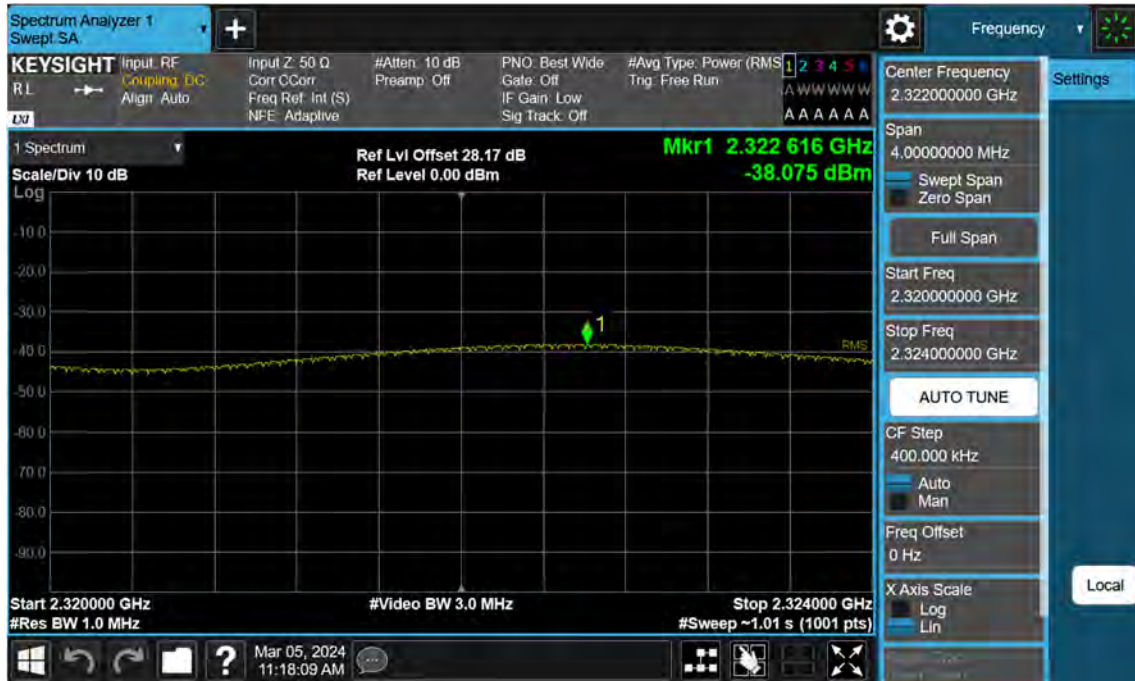 Spectrum Analyzer 1
Swept SA
Frequency
KEYSIGHT
RL
LXI
Input: RF
Coupling: DC
Align: Auto
Input Z: 50 Ω
Corr CCorr
Freq Ref: Int (S)
NFE: Adaptive
#Atten: 10 dB
Preamp: Off
PNO: Best Wide
Gate: Off
IF Gain: Low
Sig Track: Off
#Avg Type: Power (RMS
Trig: Free Run
1 2 3 4 5 6
A W W W W W
A A A A A A
1 Spectrum
Scale/Div 10 dB
Ref Lvl Offset 28.17 dB
Ref Level 0.00 dBm
Mkr1 2.322 616 GHz
-38.075 dBm
Log
-10.0
-20.0
-30.0
-40.0
-50.0
-60.0
-70.0
-80.0
-90.0
1
RMS
Start 2.320000 GHz
#Video BW 3.0 MHz
Stop 2.324000 GHz
#Res BW 1.0 MHz
#Sweep ~1.01 s (1001 pts)
Center Frequency
2.322000000 GHz
Settings
Span
4.00000000 MHz
Swept Span
Zero Span
Full Span
Start Freq
2.320000000 GHz
Stop Freq
2.324000000 GHz
AUTO TUNE
CF Step
400.000 kHz
Auto
Man
Freq Offset
0 Hz
X Axis Scale
Log
Lin
Local
?
Mar 05, 2024
11:18:09 AM